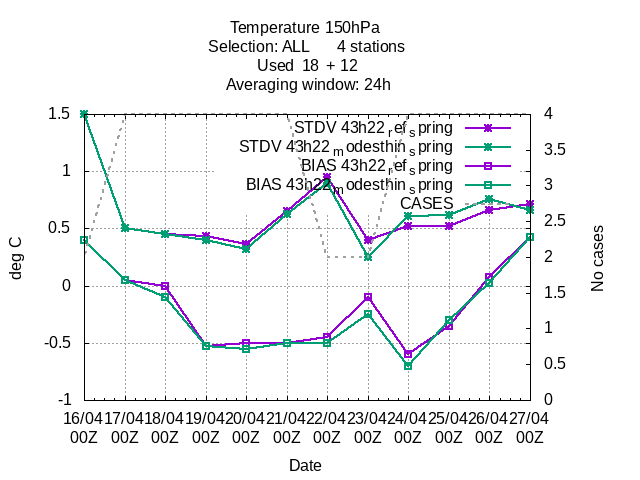 Temperature 150hPa
Selection: ALL 4 stations
Used 18 + 12
Averaging window: 24h
1.5
1
0.5
0
-0.5
-1
deg C
4
3.5
3
2.5
2
1.5
1
0.5
0
No cases
STDV 43h22_refs_pring
STDV 43h22_modesthins_pring
BIAS 43h22_refs_pring
BIAS 43h22_modesthins_pring
CASES
16/04 17/04 18/04 19/04 20/04 21/04 22/04 23/04 24/04 25/04 26/04 27/04
00Z 00Z 00Z 00Z 00Z 00Z 00Z 00Z 00Z 00Z 00Z 00Z
Date